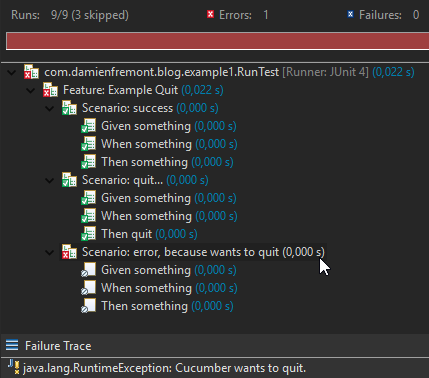 Runs: 9/9 (3 skipped) Errors: 1 Failures: 0
com.damienfremont.blog.example1.RunTest [Runner: JUnit 4] (0,022 s)
Feature: Example Quit (0,022 s)
Scenario: success (0,000 s)
Given something (0,000 s)
When something (0,000 s)
Then something (0,000 s)
Scenario: quit... (0,000 s)
Given something (0,000 s)
When something (0,000 s)
Then quit (0,000 s)
Scenario: error, because wants to quit (0,000 s)
Given something (0,000 s)
When something (0,000 s)
Then something (0,000 s)
Failure Trace
java.lang.RuntimeException: Cucumber wants to quit.